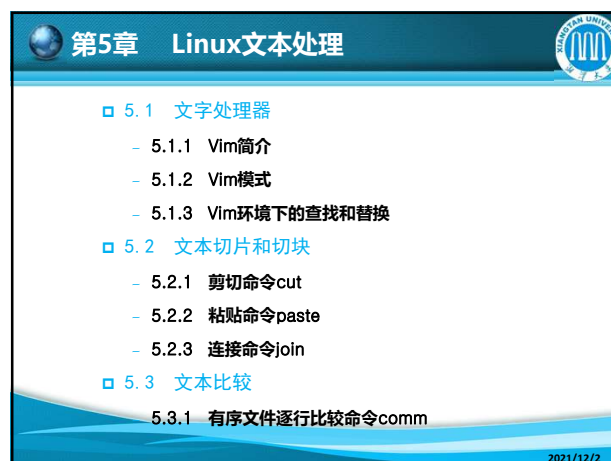 第5章 Linux文本处理
XIANGTAN UNIVE
5.1 文字处理器
– 5.1.1 Vim简介
– 5.1.2 Vim模式
– 5.1.3 Vim环境下的查找和替换
5.2 文本切片和切块
– 5.2.1 剪切命令cut
– 5.2.2 粘贴命令paste
– 5.2.3 连接命令join
5.3 文本比较
5.3.1 有序文件逐行比较命令comm
2021/12/2